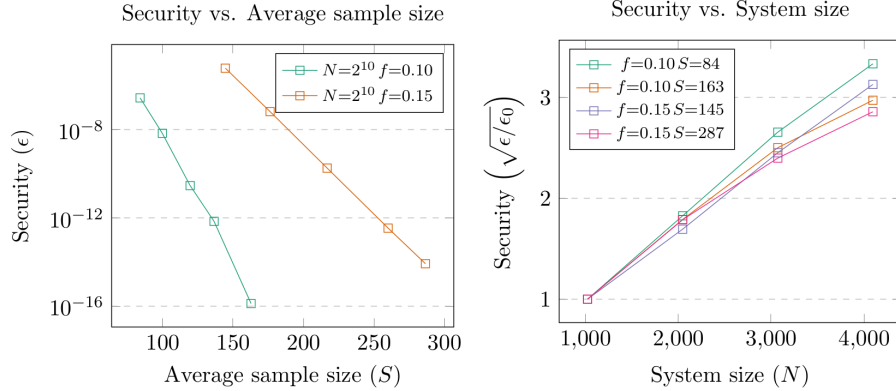 Security vs. Average sample size
N=2^10 f=0.10
N=2^10 f=0.15
Security (ϵ)
10^−8
10^−12
10^−16
100 150 200 250 300
Average sample size (S)
Security vs. System size
f=0.10 S=84
f=0.10 S=163
f=0.15 S=145
f=0.15 S=287
Security (√ϵ/ϵ0)
3
2
1
1,000 2,000 3,000 4,000
System size (N)